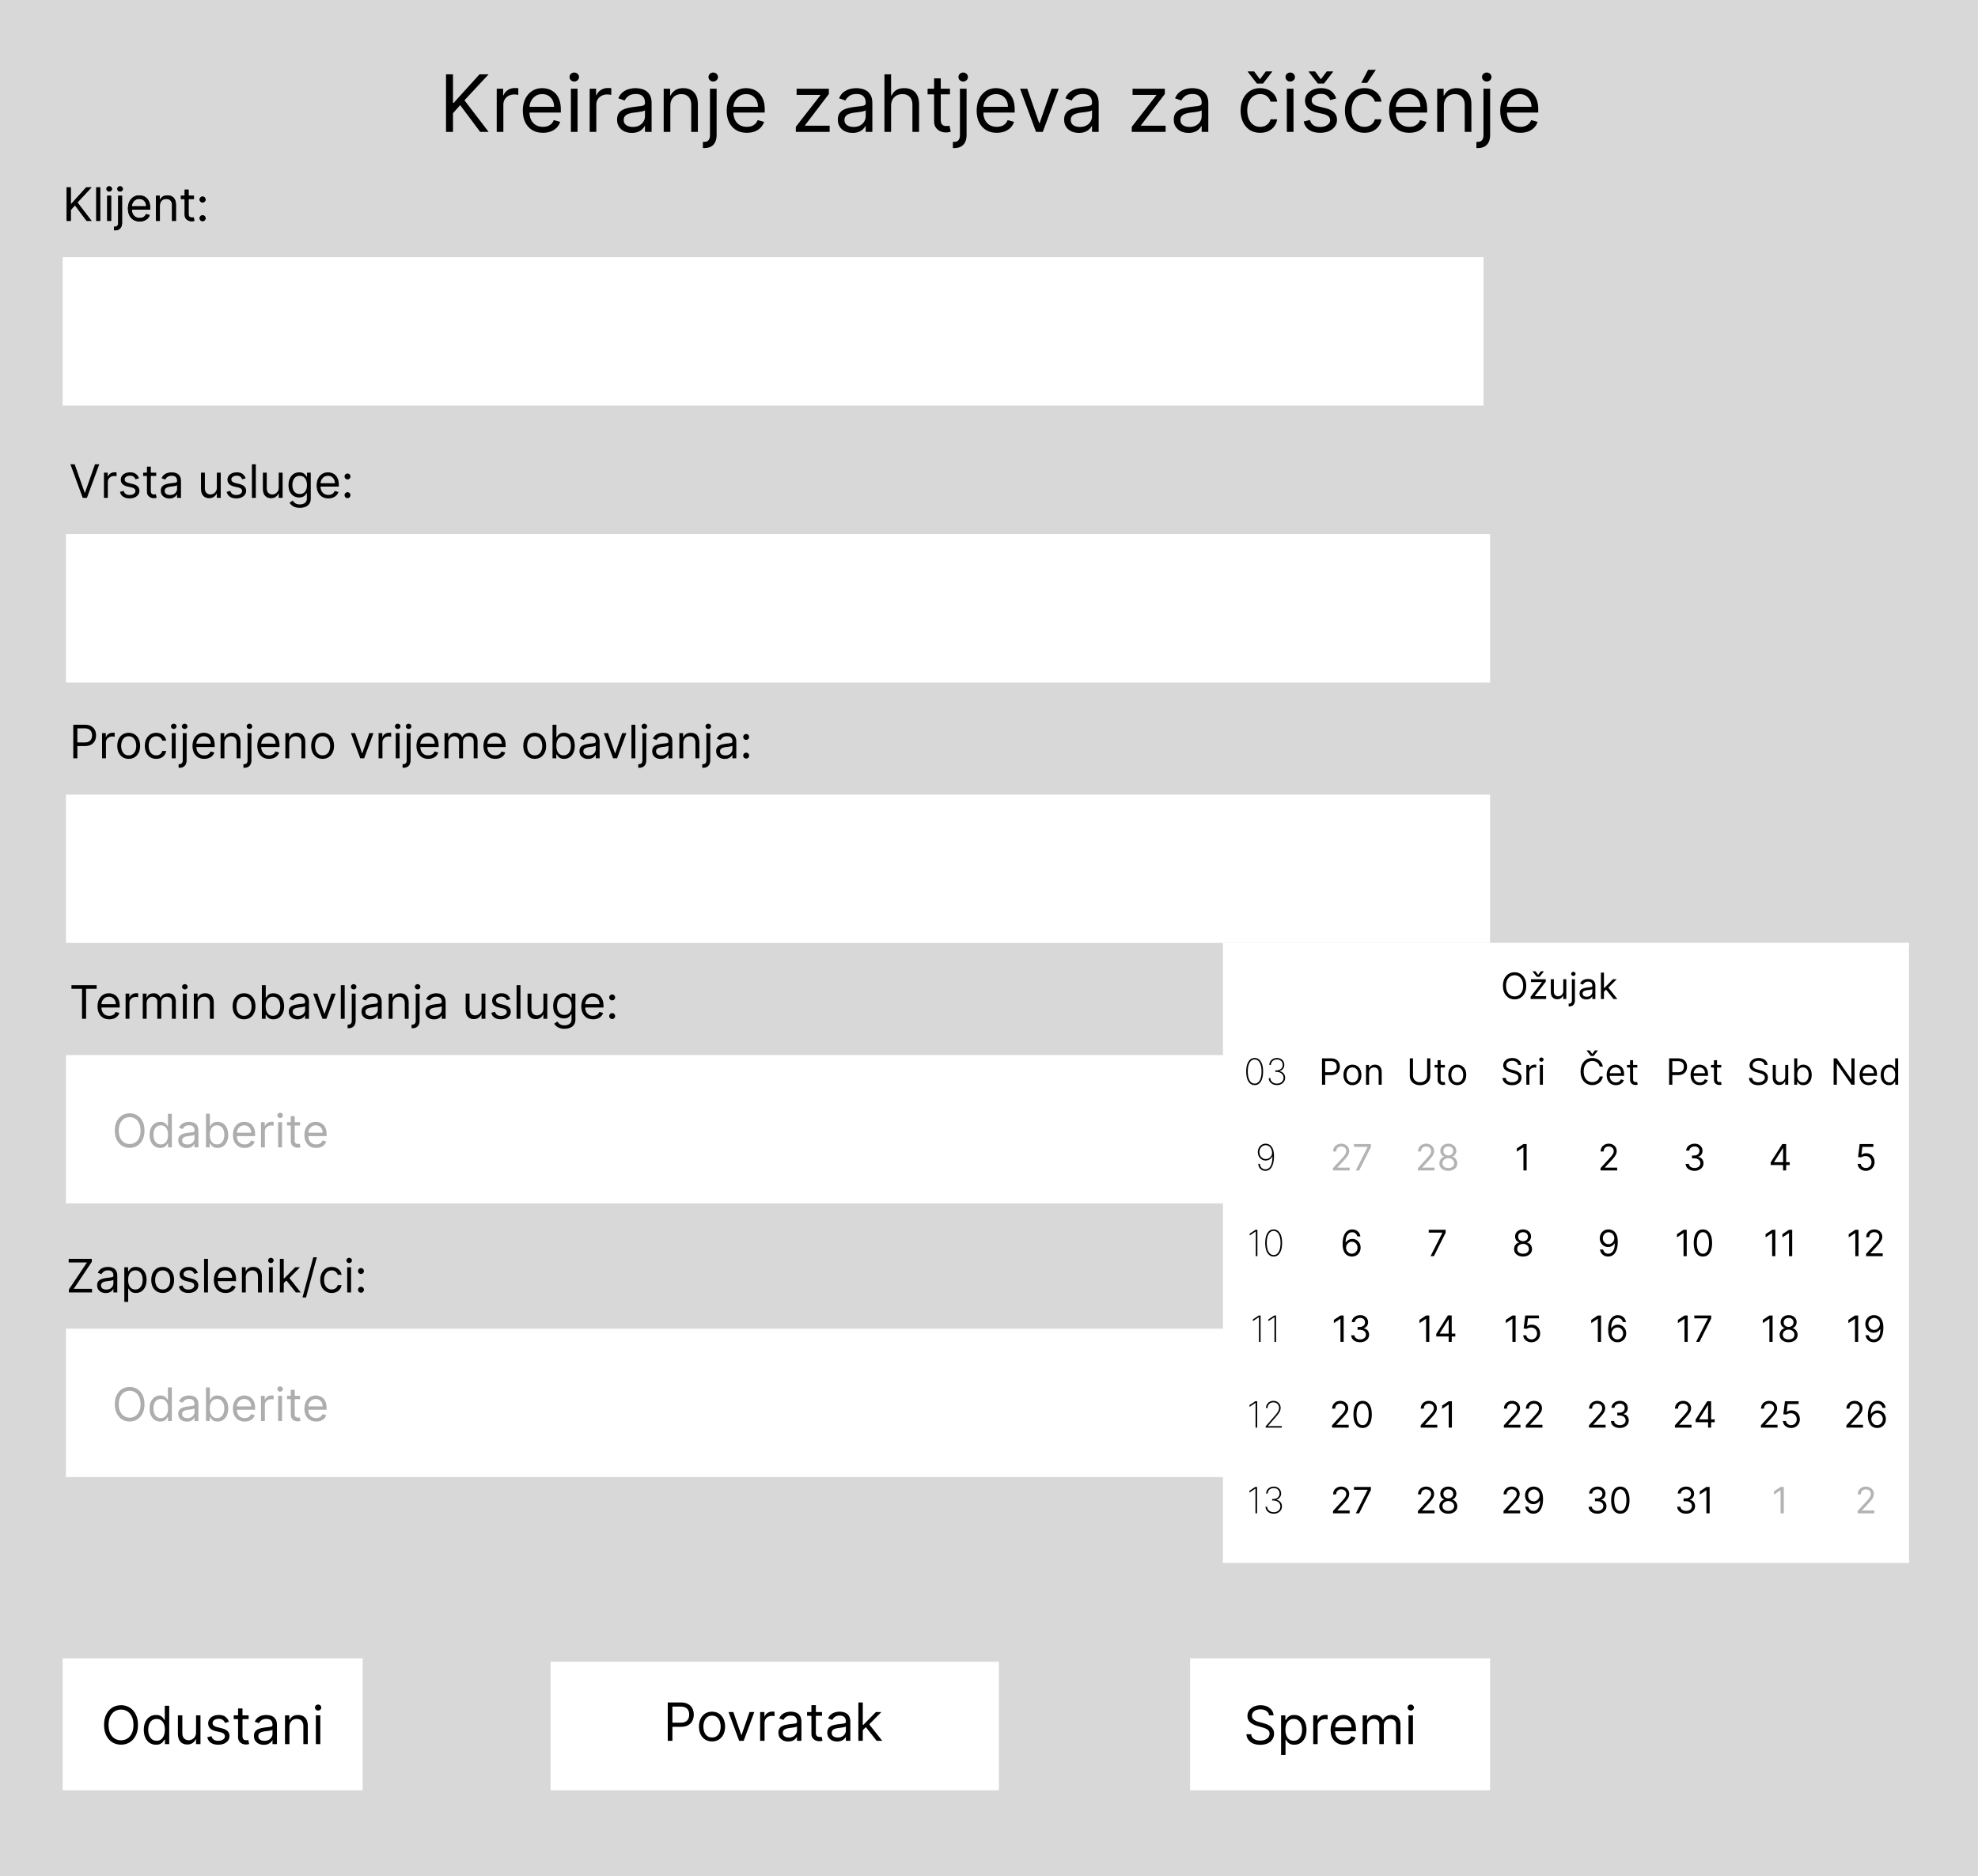 Kreiranje zahtjeva za čišćenje
Klijent:
Vrsta usluge:
Procijenjeno vrijeme obavljanja:
Termin obavljanja usluge:
Odaberite
Zaposlenik/ci:
Odaberite
Ožujak
03 Pon Uto Sri Čet Pet Sub Ned
9 27 28 1 2 3 4 5
10 6 7 8 9 10 11 12
11 13 14 15 16 17 18 19
12 20 21 22 23 24 25 26
13 27 28 29 30 31 1 2
Odustani
Povratak
Spremi